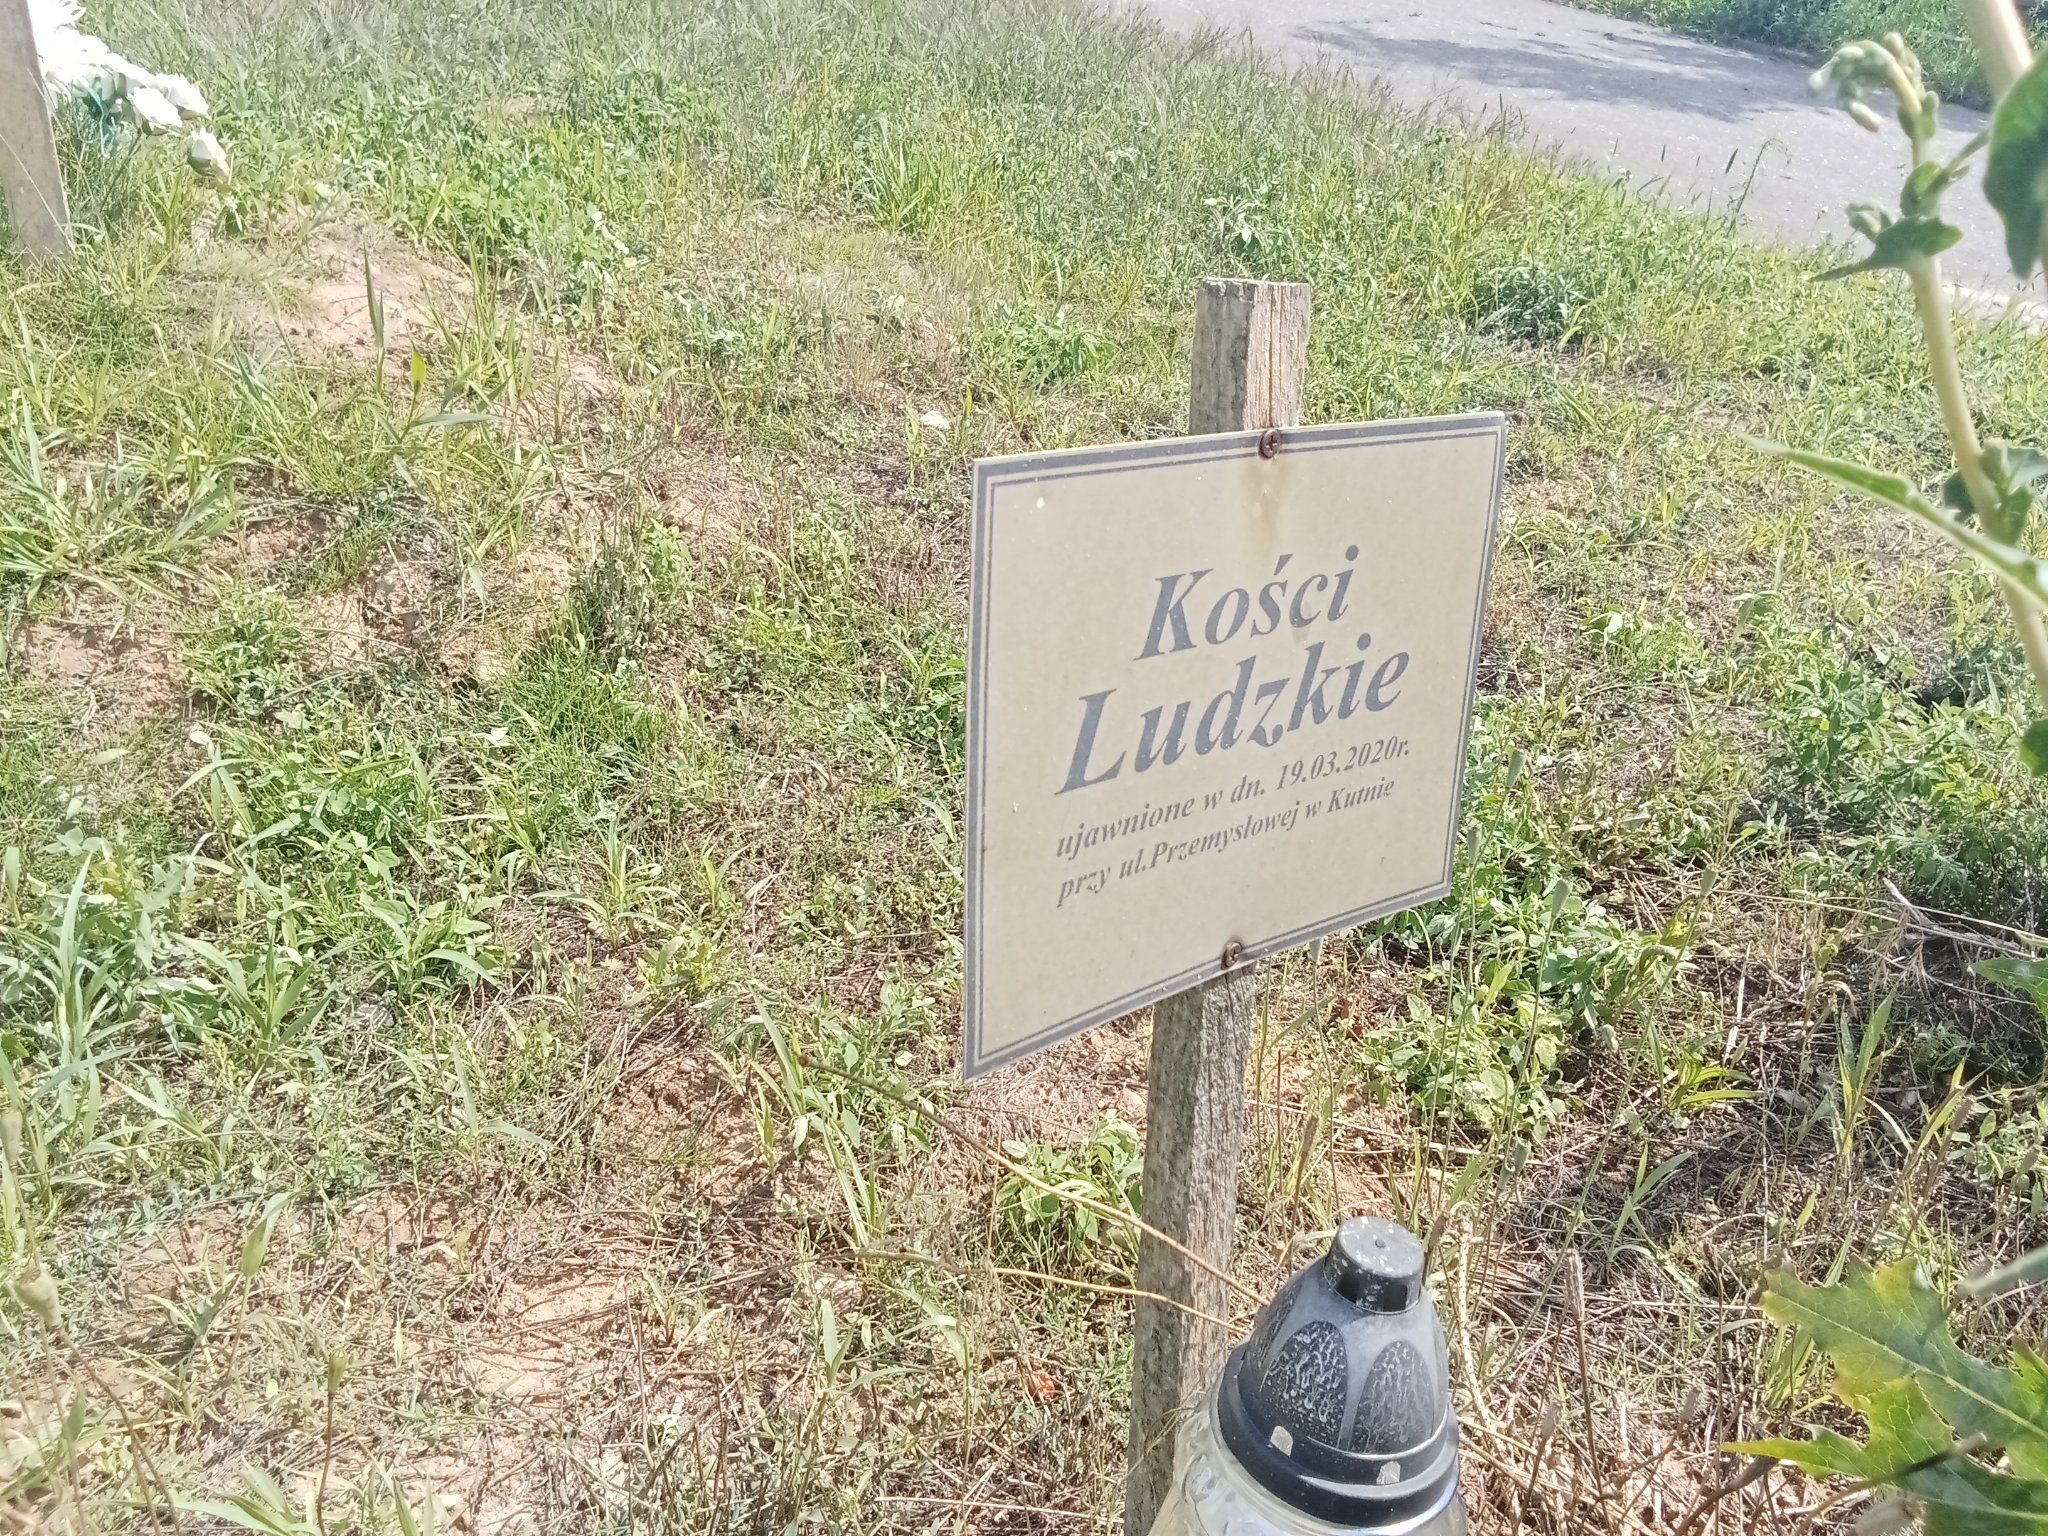 Kości
Ludzkie
ujawnione w dn. 19.03.2020r.
przy ul.Przemysłowej w Kutnie